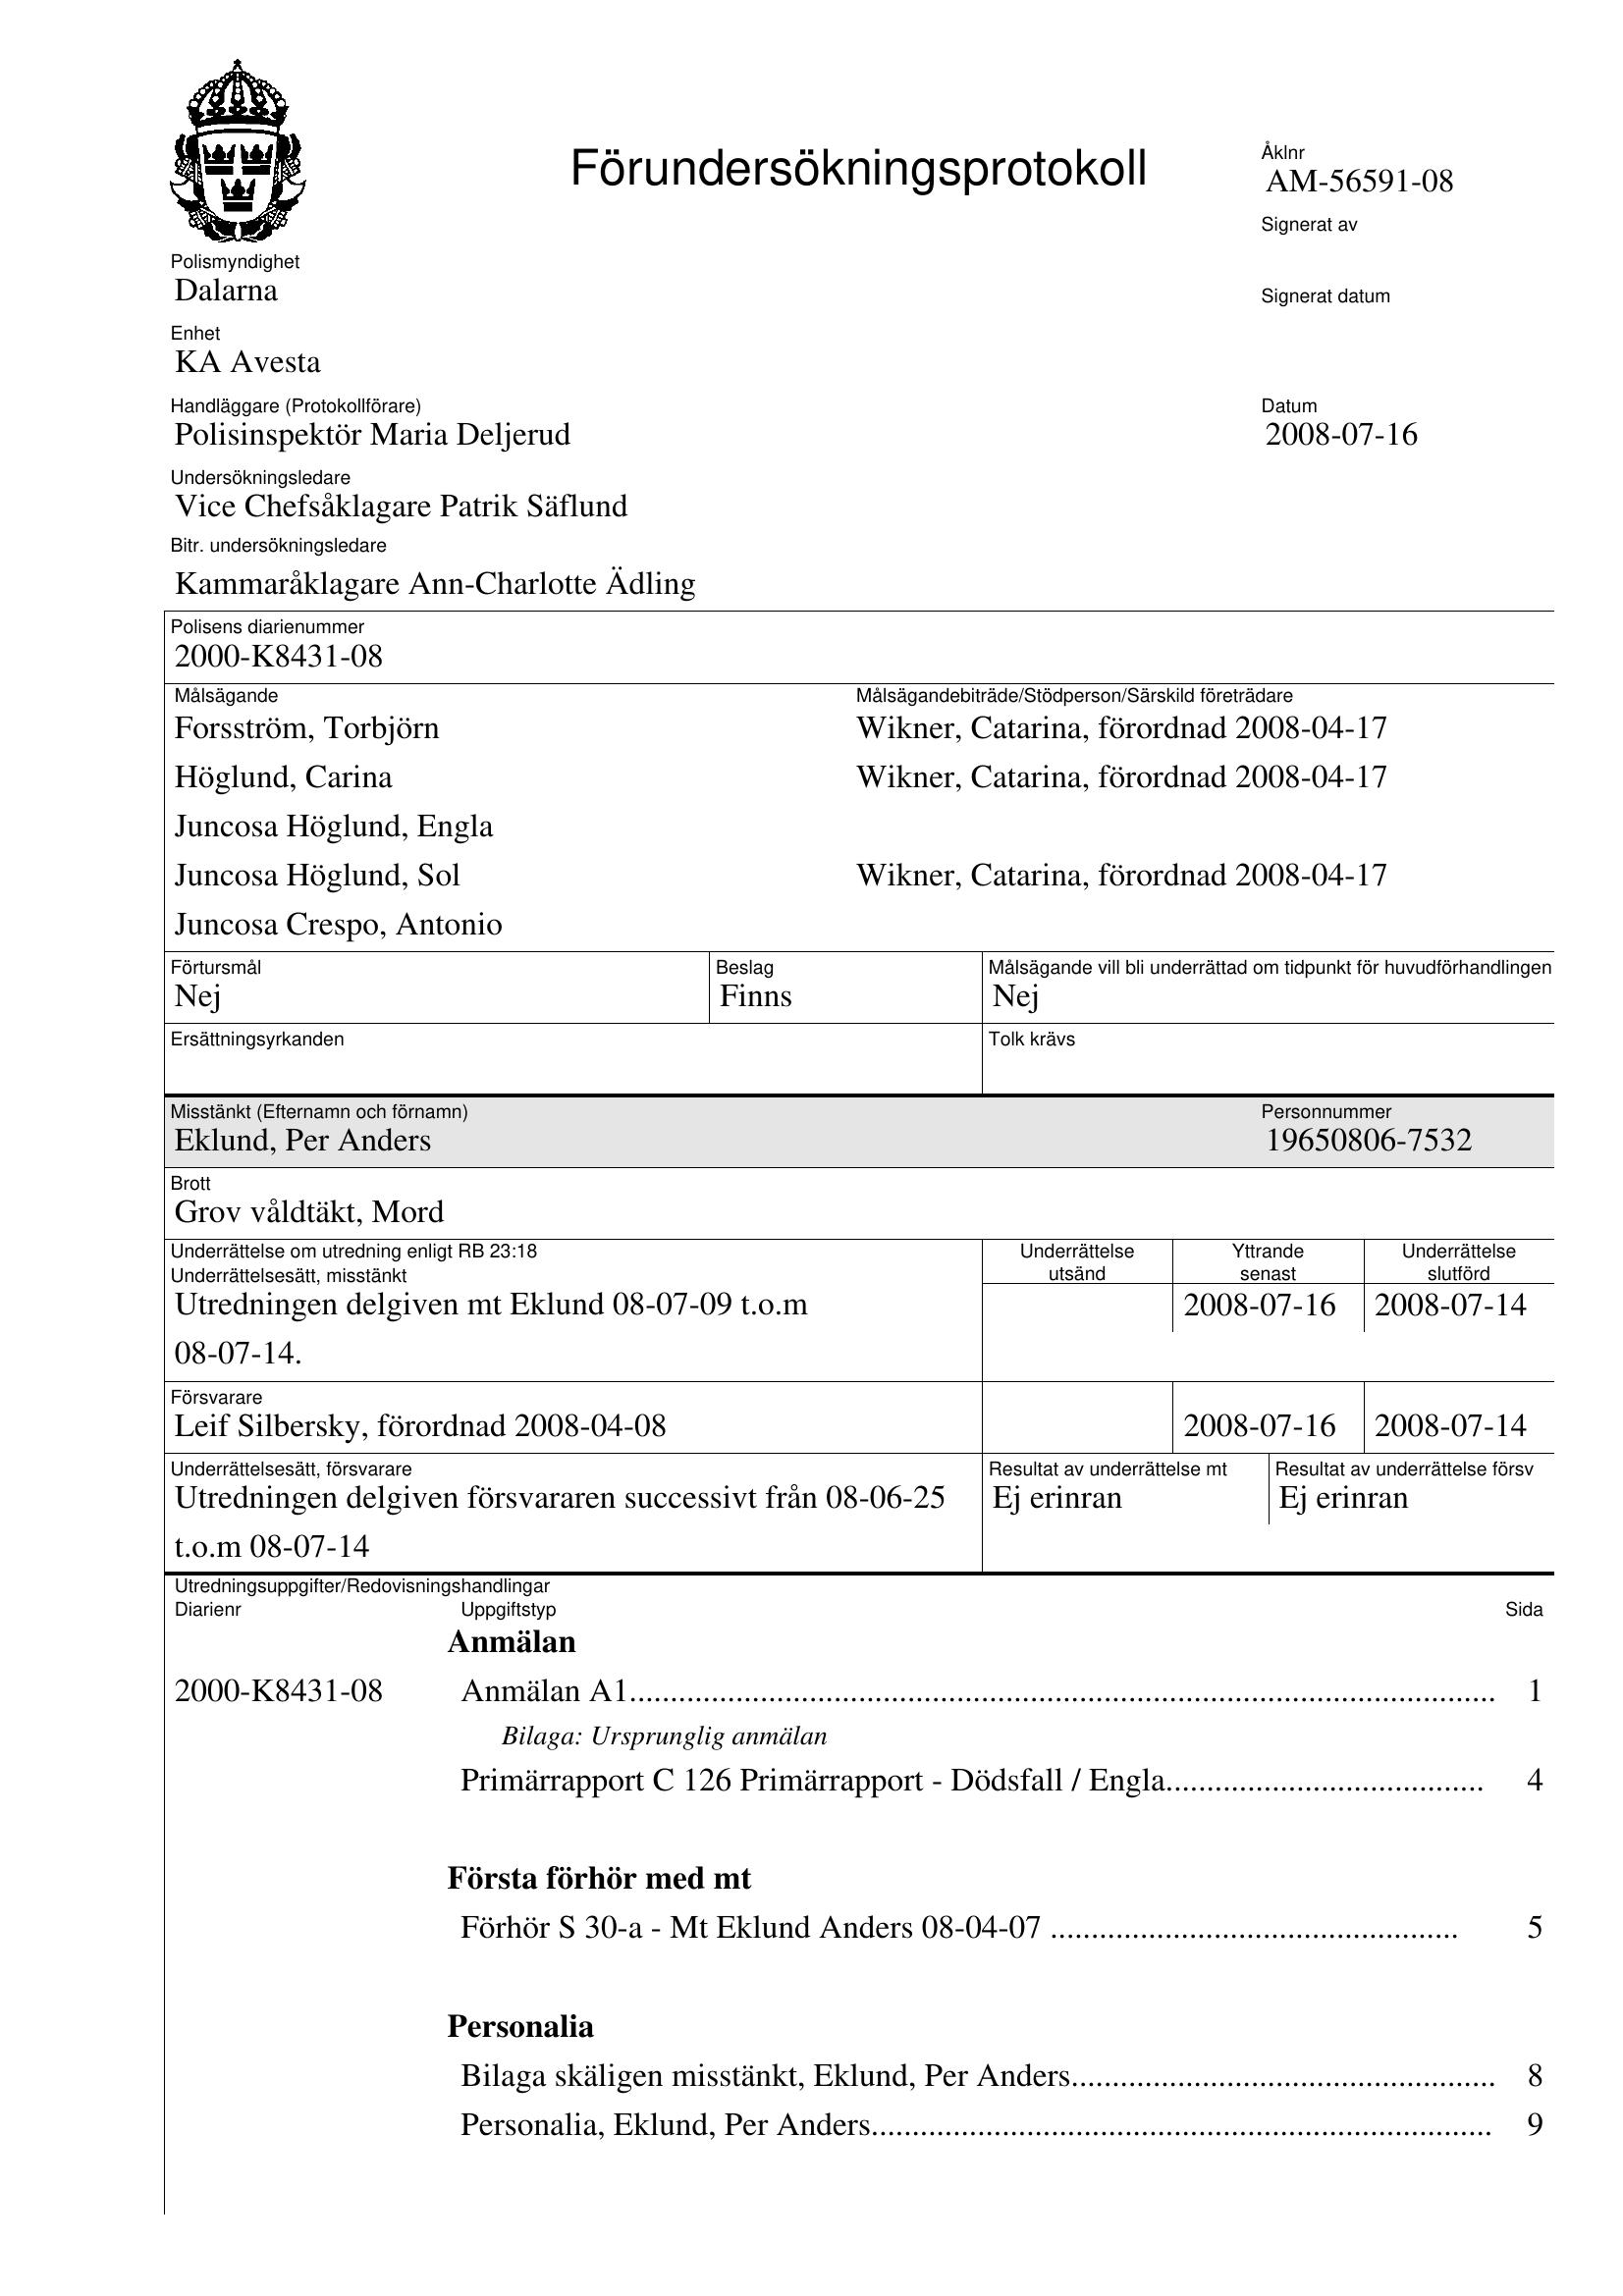 Förundersökningsprotokoll
Åklnr
AM-56591-08
Signerat av
Signerat datum
Polismyndighet
Dalarna
Enhet
KA Avesta
Handläggare (Protokollförare)
Polisinspektör Maria Deljerud
Datum
2008-07-16
Undersökningsledare
Vice Chefsåklagare Patrik Säflund
Bitr. undersökningsledare
Kammaråklagare Ann-Charlotte Ädling
Polisens diarienummer
2000-K8431-08
Målsägande Målsägandebiträde/Stödperson/Särskild företrädare
Forsström, Torbjörn Wikner, Catarina, förordnad 2008-04-17
Höglund, Carina Wikner, Catarina, förordnad 2008-04-17
Juncosa Höglund, Engla
Juncosa Höglund, Sol Wikner, Catarina, förordnad 2008-04-17
Juncosa Crespo, Antonio
Förtursmål Beslag Målsägande vill bli underrättad om tidpunkt för huvudförhandlingen
Nej Finns Nej
Ersättningsyrkanden Tolk krävs
Misstänkt (Efternamn och förnamn) Personnummer
Eklund, Per Anders 19650806-7532
Brott
Grov våldtäkt, Mord
Underrättelse om utredning enligt RB 23:18 Underrättelse Yttrande Underrättelse
Underrättelsesätt, misstänkt utsänd senast slutförd
Utredningen delgiven mt Eklund 08-07-09 t.o.m 2008-07-16 2008-07-14
08-07-14.
Försvarare
Leif Silbersky, förordnad 2008-04-08 2008-07-16 2008-07-14
Underrättelsesätt, försvarare Resultat av underrättelse mt Resultat av underrättelse försv
Utredningen delgiven försvararen successivt från 08-06-25 Ej erinran Ej erinran
t.o.m 08-07-14
Utredningsuppgifter/Redovisningshandlingar
Diarienr Uppgiftstyp Sida
Anmälan
2000-K8431-08 Anmälan A1.......................................................................................................... 1
Bilaga: Ursprunglig anmälan
Primärrapport C 126 Primärrapport - Dödsfall / Engla....................................... 4
Första förhör med mt
Förhör S 30-a - Mt Eklund Anders 08-04-07 .................................................. 5
Personalia
Bilaga skäligen misstänkt, Eklund, Per Anders.................................................... 8
Personalia, Eklund, Per Anders............................................................................ 9